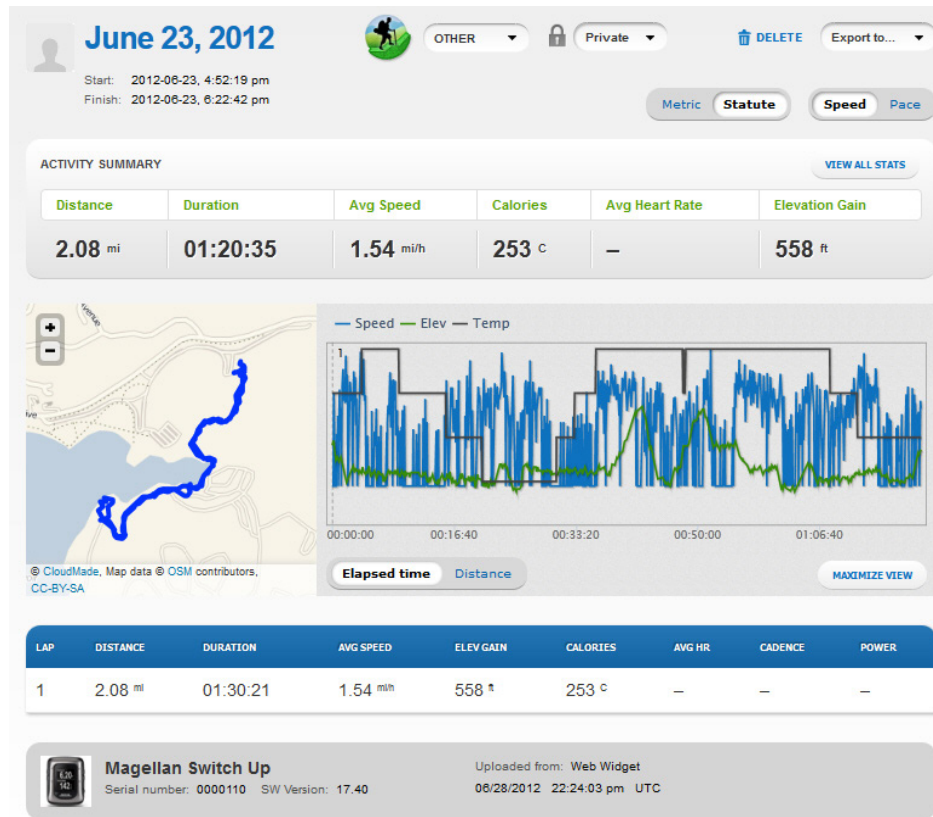 June 23, 2012
OTHER
Private
DELETE
Export to...
Start: 2012-06-23, 4:52:19 pm
Finish: 2012-06-23, 6:22:42 pm
Metric Statute
Speed Pace
ACTIVITY SUMMARY
VIEW ALL STATS
Distance Duration Avg Speed Calories Avg Heart Rate Elevation Gain
2.08 mi 01:20:35 1.54 mi/h 253 C – 558 ft
+
-
Speed Elev Temp
1
00:00:00 00:16:40 00:33:20 00:50:00 01:06:40
© CloudMade, Map data © OSM contributors,
CC-BY-SA
Elapsed time Distance
MAXIMIZE VIEW
LAP DISTANCE DURATION AVG SPEED ELEV GAIN CALORIES AVG HR CADENCE POWER
1 2.08 mi 01:30:21 1.54 mi/h 558 ft 253 C – – –
Magellan Switch Up
Serial number: 0000110 SW Version: 17.40
Uploaded from: Web Widget
06/28/2012 22:24:03 pm UTC